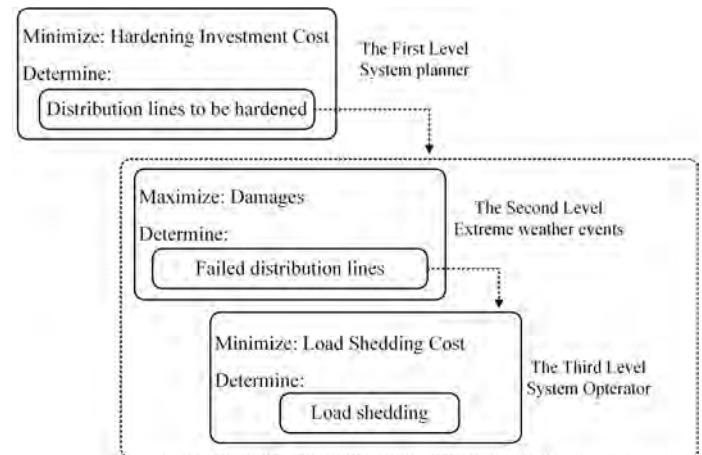 Minimize: Hardening Investment Cost
Determine:
Distribution lines to be hardened
The First Level
System planner
Maximize: Damages
Determine:
Failed distribution lines
The Second Level
Extreme weather events
Minimize: Load Shedding Cost
Determine:
Load shedding
The Third Level
System Opterator